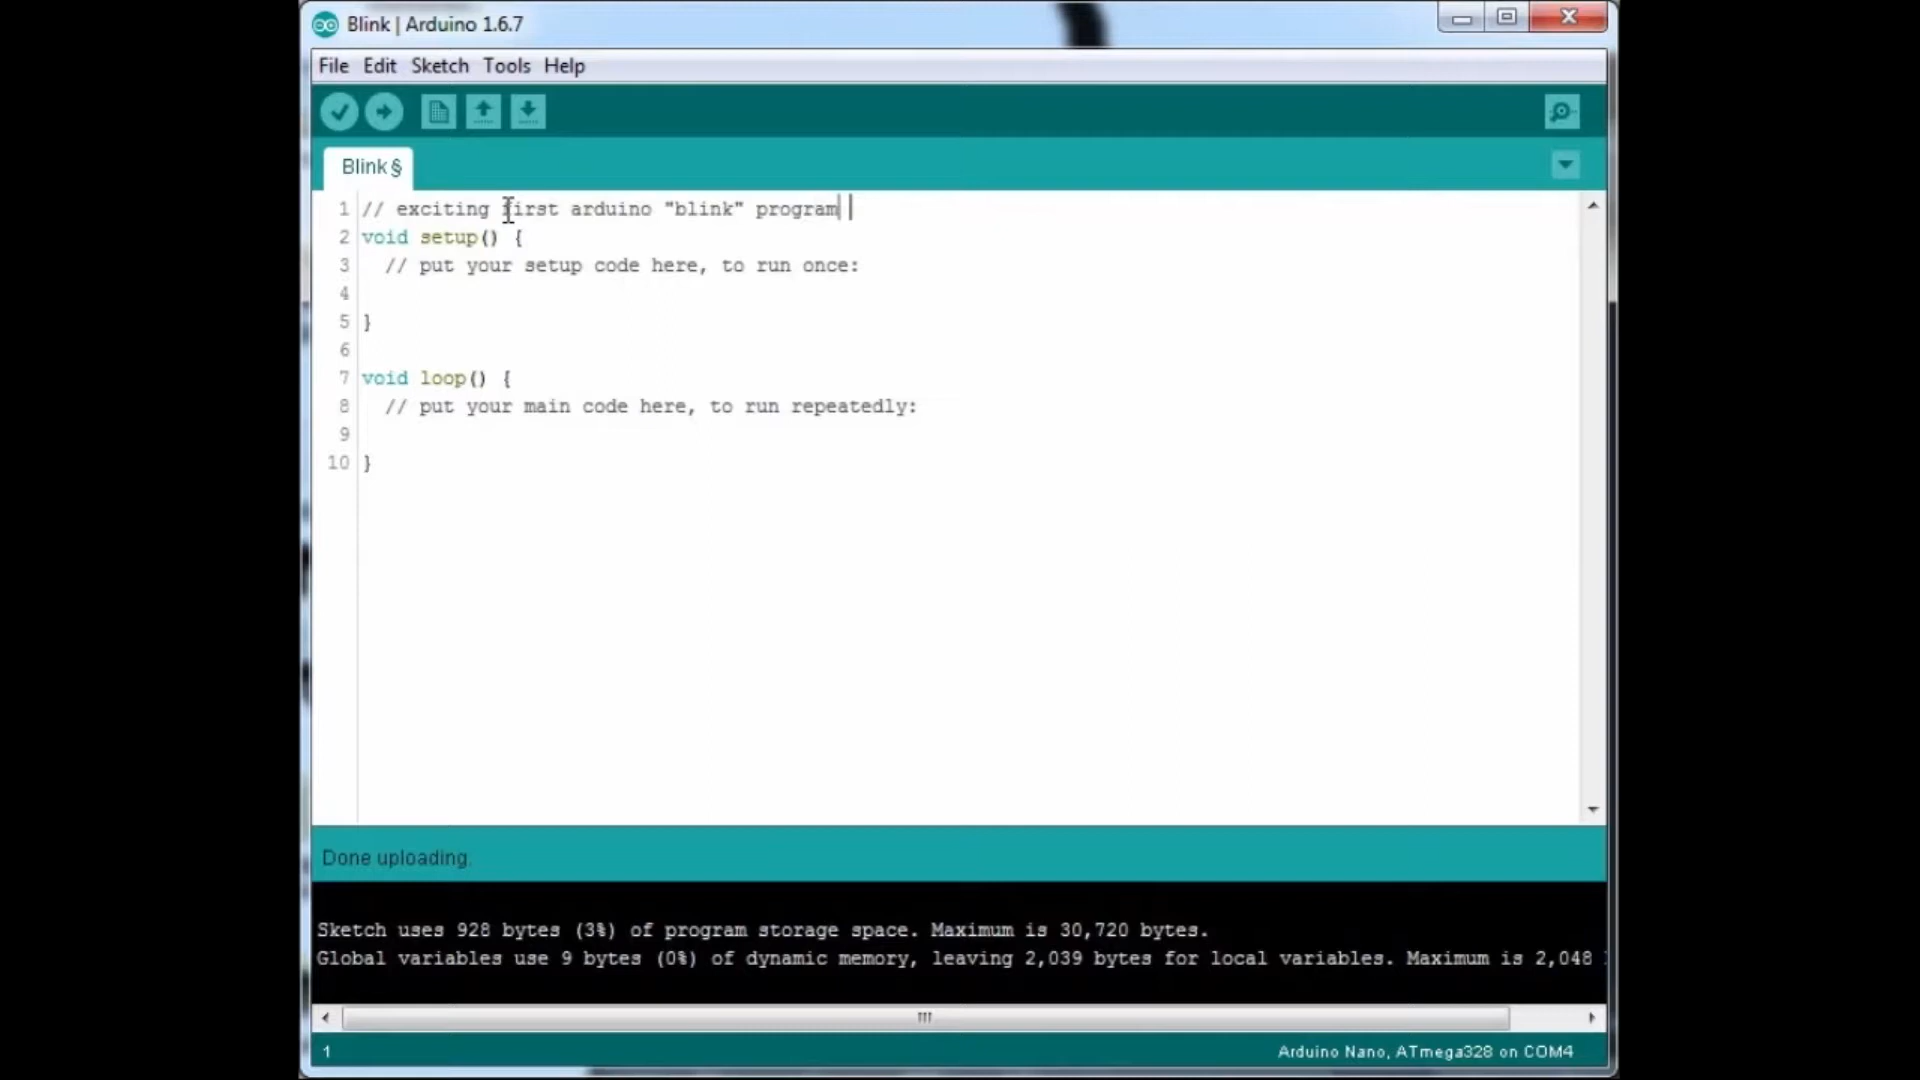 Blink | Arduino 1.6.7
File Edit Sketch Tools Help
Blink §
1 // exciting first arduino "blink" program
2 void setup() {
3 // put your setup code here, to run once:
4
5 }
6
7 void loop() {
8 // put your main code here, to run repeatedly:
9
10 }
Done uploading.
Sketch uses 928 bytes (3%) of program storage space. Maximum is 30,720 bytes.
Global variables use 9 bytes (0%) of dynamic memory, leaving 2,039 bytes for local variables. Maximum is 2,048
1 Arduino Nano, ATmega328 on COM4